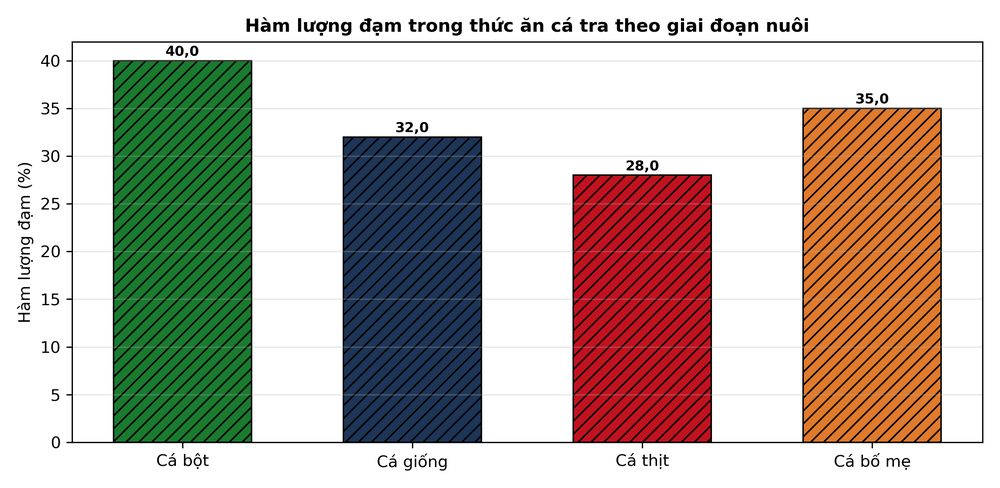 Hàm lượng đạm trong thức ăn cá tra theo giai đoạn nuôi
Hàm lượng đạm (%)
40
35
30
25
20
15
10
5
0
40,0
32,0
28,0
35,0
Cá bột
Cá giống
Cá thịt
Cá bố mẹ